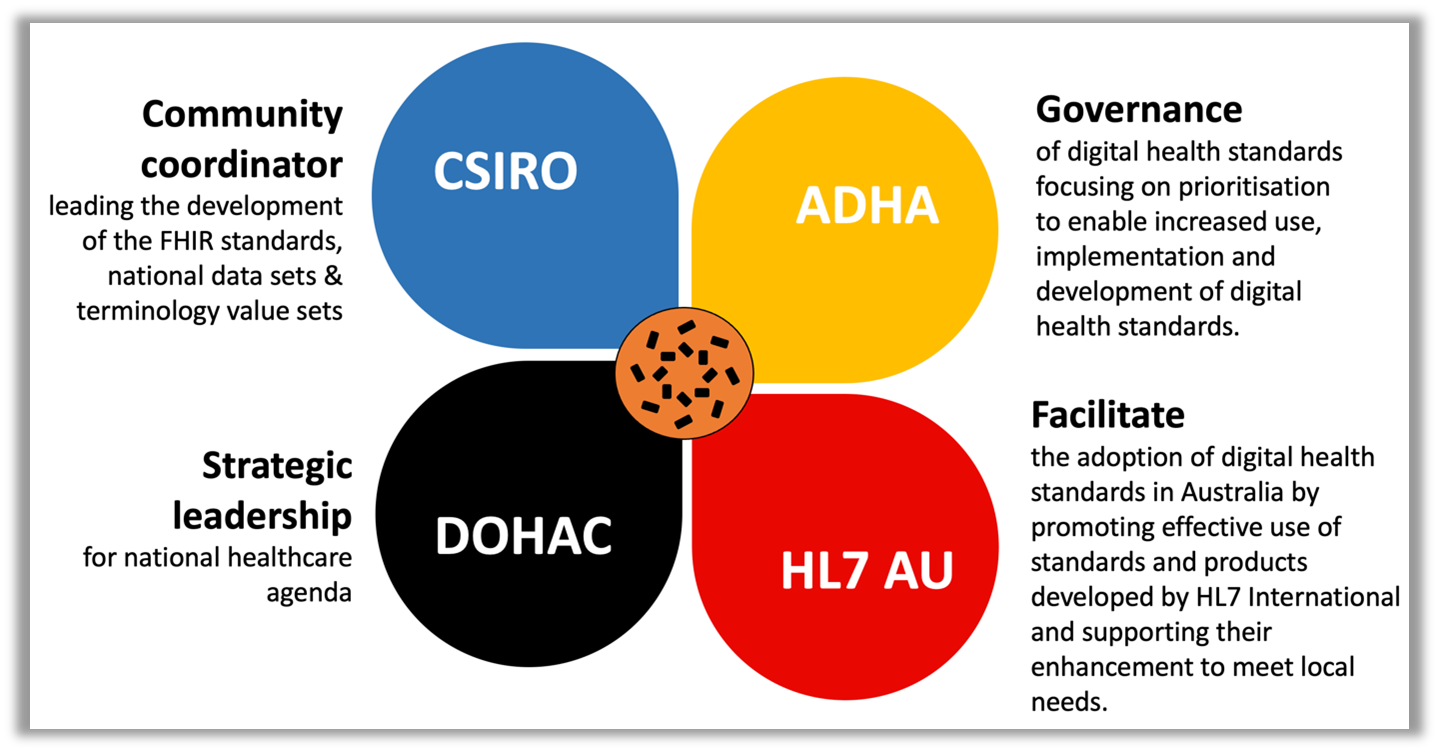 Community
coordinator
leading the development
of the FHIR standards,
national data sets &
terminology value sets
CSIRO
ADHA
Governance
of digital health standards
focusing on prioritisation
to enable increased use,
implementation and
development of digital
health standards.
Strategic
leadership
for national healthcare
agenda
DOHAC
HL7 AU
Facilitate
the adoption of digital health
standards in Australia by
promoting effective use of
standards and products
developed by HL7 International
and supporting their
enhancement to meet local
needs.